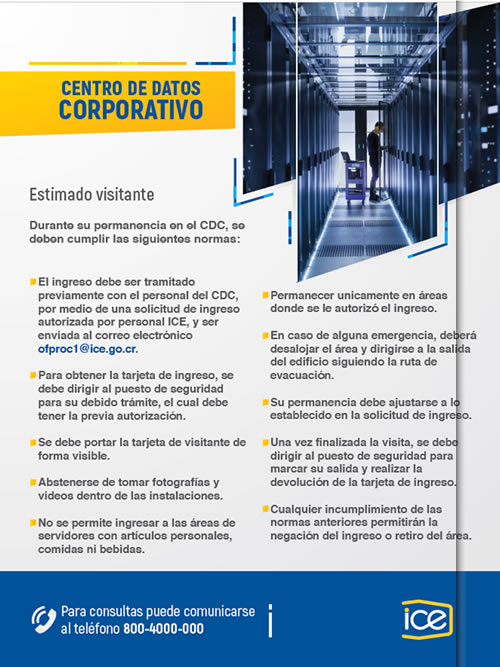 CENTRO DE DATOS
CORPORATIVO
Estimado visitante
Durante su permanencia en el CDC, se
deben cumplir las siguientes normas:
El ingreso debe ser tramitado
previamente con el personal del CDC,
por medio de una solicitud de ingreso
autorizada por personal ICE, y ser
enviada al correo electrónico
ofproc1@ice.go.cr.
Para obtener la tarjeta de ingreso, se
debe dirigir al puesto de seguridad
para su debido trámite, el cual debe
tener la previa autorización.
Se debe portar la tarjeta de visitante de
forma visible.
Abstenerse de tomar fotografías y
videos dentro de las instalaciones.
No se permite ingresar a las áreas de
servidores con artículos personales,
comidas ni bebidas.
Permanecer unicamente en áreas
donde se le autorizó el ingreso.
En caso de alguna emergencia, deberá
desalojar el área y dirigirse a la salida
del edificio siguiendo la ruta de
evacuación.
Su permanencia debe ajustarse a lo
establecido en la solicitud de ingreso.
Una vez finalizada la visita, se debe
dirigir al puesto de seguridad para
marcar su salida y realizar la
devolución de la tarjeta de ingreso.
Cualquier incumplimiento de las
normas anteriores permitirán la
negación del ingreso o retiro del área.
Para consultas puede comunicarse
al teléfono 800-4000-000
ice